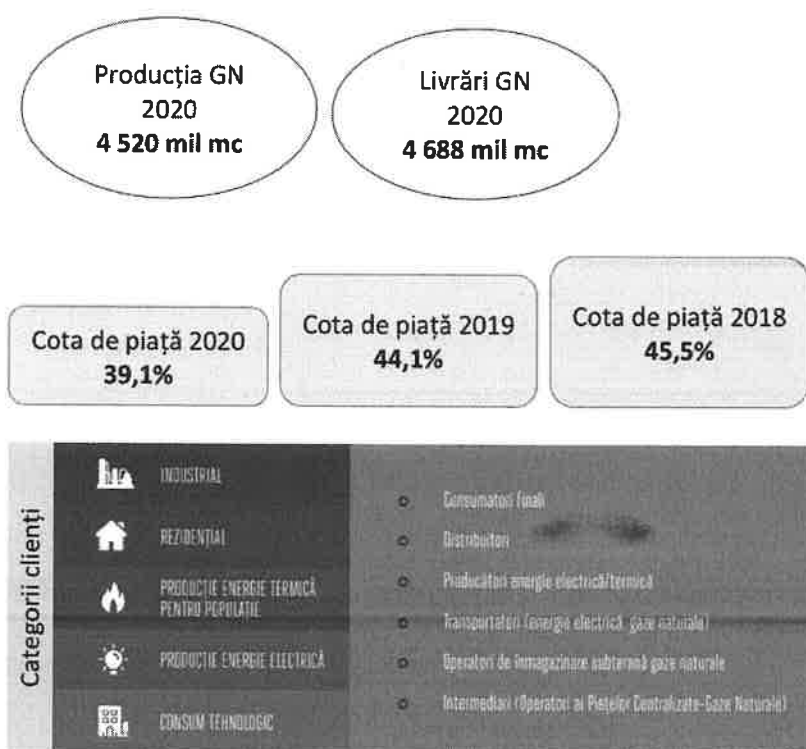 Producția GN
2020
4 520 mil mc
Livrări GN
2020
4 688 mil mc
Cota de piață 2020
39,1%
Cota de piață 2019
44,1%
Cota de piață 2018
45,5%
Categorii clienți
INDUSTRIAL
REZIDENȚIAL
PRODUCȚIE ENERGIE TERMICĂ
PENTRU POPULAȚIE
PRODUCȚIE ENERGIE ELECTRICĂ
CONSUM TEHNOLOGIC
Consumatori finali
Distribuitori
Producători energie electrică/termică
Transportatori (energie electrică, gaze naturale)
Operatori de înmagazinare subterană gaze naturale
Intermediari (Operatori ai Piețelor Centralizate-Gaze Naturale)